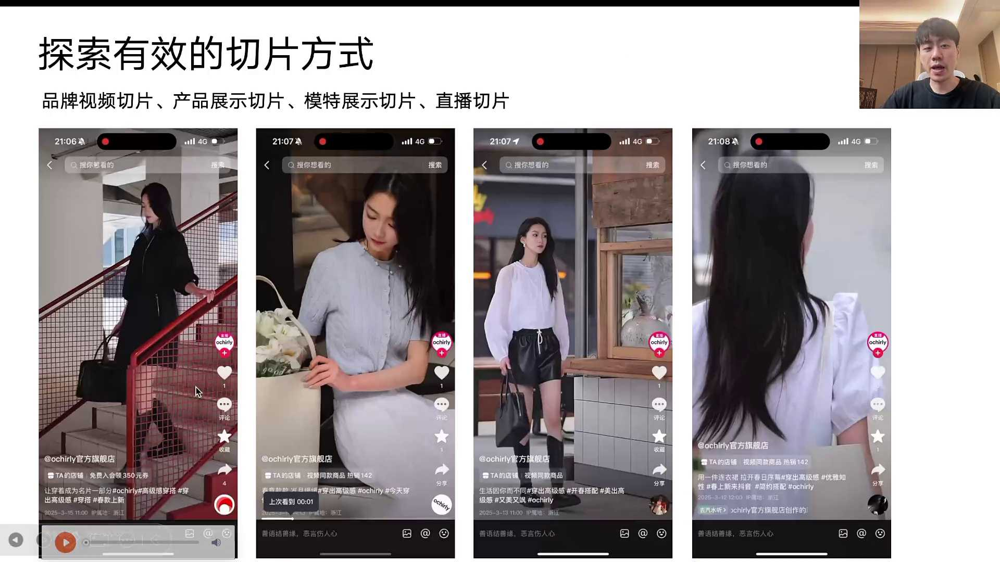 探索有效的切片方式
品牌视频切片、产品展示切片、模特展示切片、直播切片
21:06
4G
搜你想看的
搜索
直播
ochirly
1
评论
收藏
4
@ochirly官方旗舰店
TA的店铺 | 免费入会领350元券
让穿着成为名片一部分#ochirly#高级感穿搭 #穿
出高级感 #穿搭 #春款上新
2025-3-15 11:00 IP属地：浙江
21:07
4G
搜你想看的
搜索
直播
ochirly
1
评论
1
分享
good
@ochirly官方旗舰店
TA的店铺 | 视频同款商品 热销142
#穿出高级感 #ochirly #今天穿
上次看到 00:01
ochirly
善语结善缘，恶言伤人心
21:07
4G
搜你想看的
搜索
直播
ochirly
1
评论
收藏
分享
@ochirly官方旗舰店
TA的店铺 | 视频同款商品
生活因你而不同#穿出高级感 #开春搭配 #美出高
级感 #又美又飒 #ochirly
2025-3-13 11:00 IP属地：浙江
善语结善缘，恶言伤人心
21:08
4G
搜你想看的
搜索
直播
ochirly
评论
1
分享
@ochirly官方旗舰店
TA的店铺 | 视频同款商品 热销142
用一件连衣裙 拉开春日序幕#穿出高级感 #优雅知
性 #春上新来抖音 #简约搭配 #ochirly
2025-3-12 12:00 IP属地：浙江
去汽水听 > ochirly官方旗舰店创作的
善语结善缘，恶言伤人心